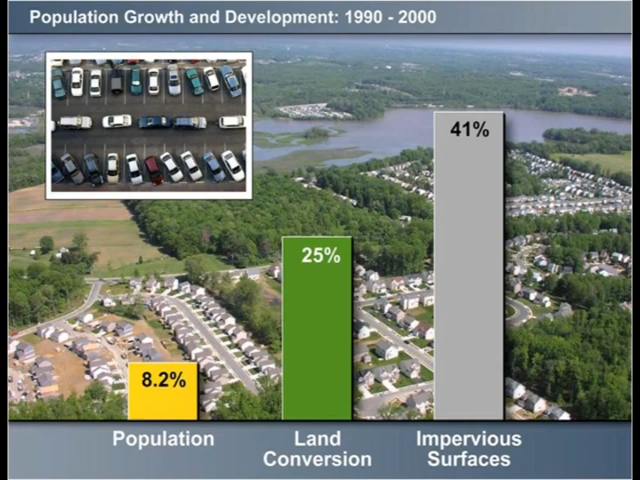 Population Growth and Development: 1990 - 2000
41%
25%
8.2%
Population
Land
Conversion
Impervious
Surfaces